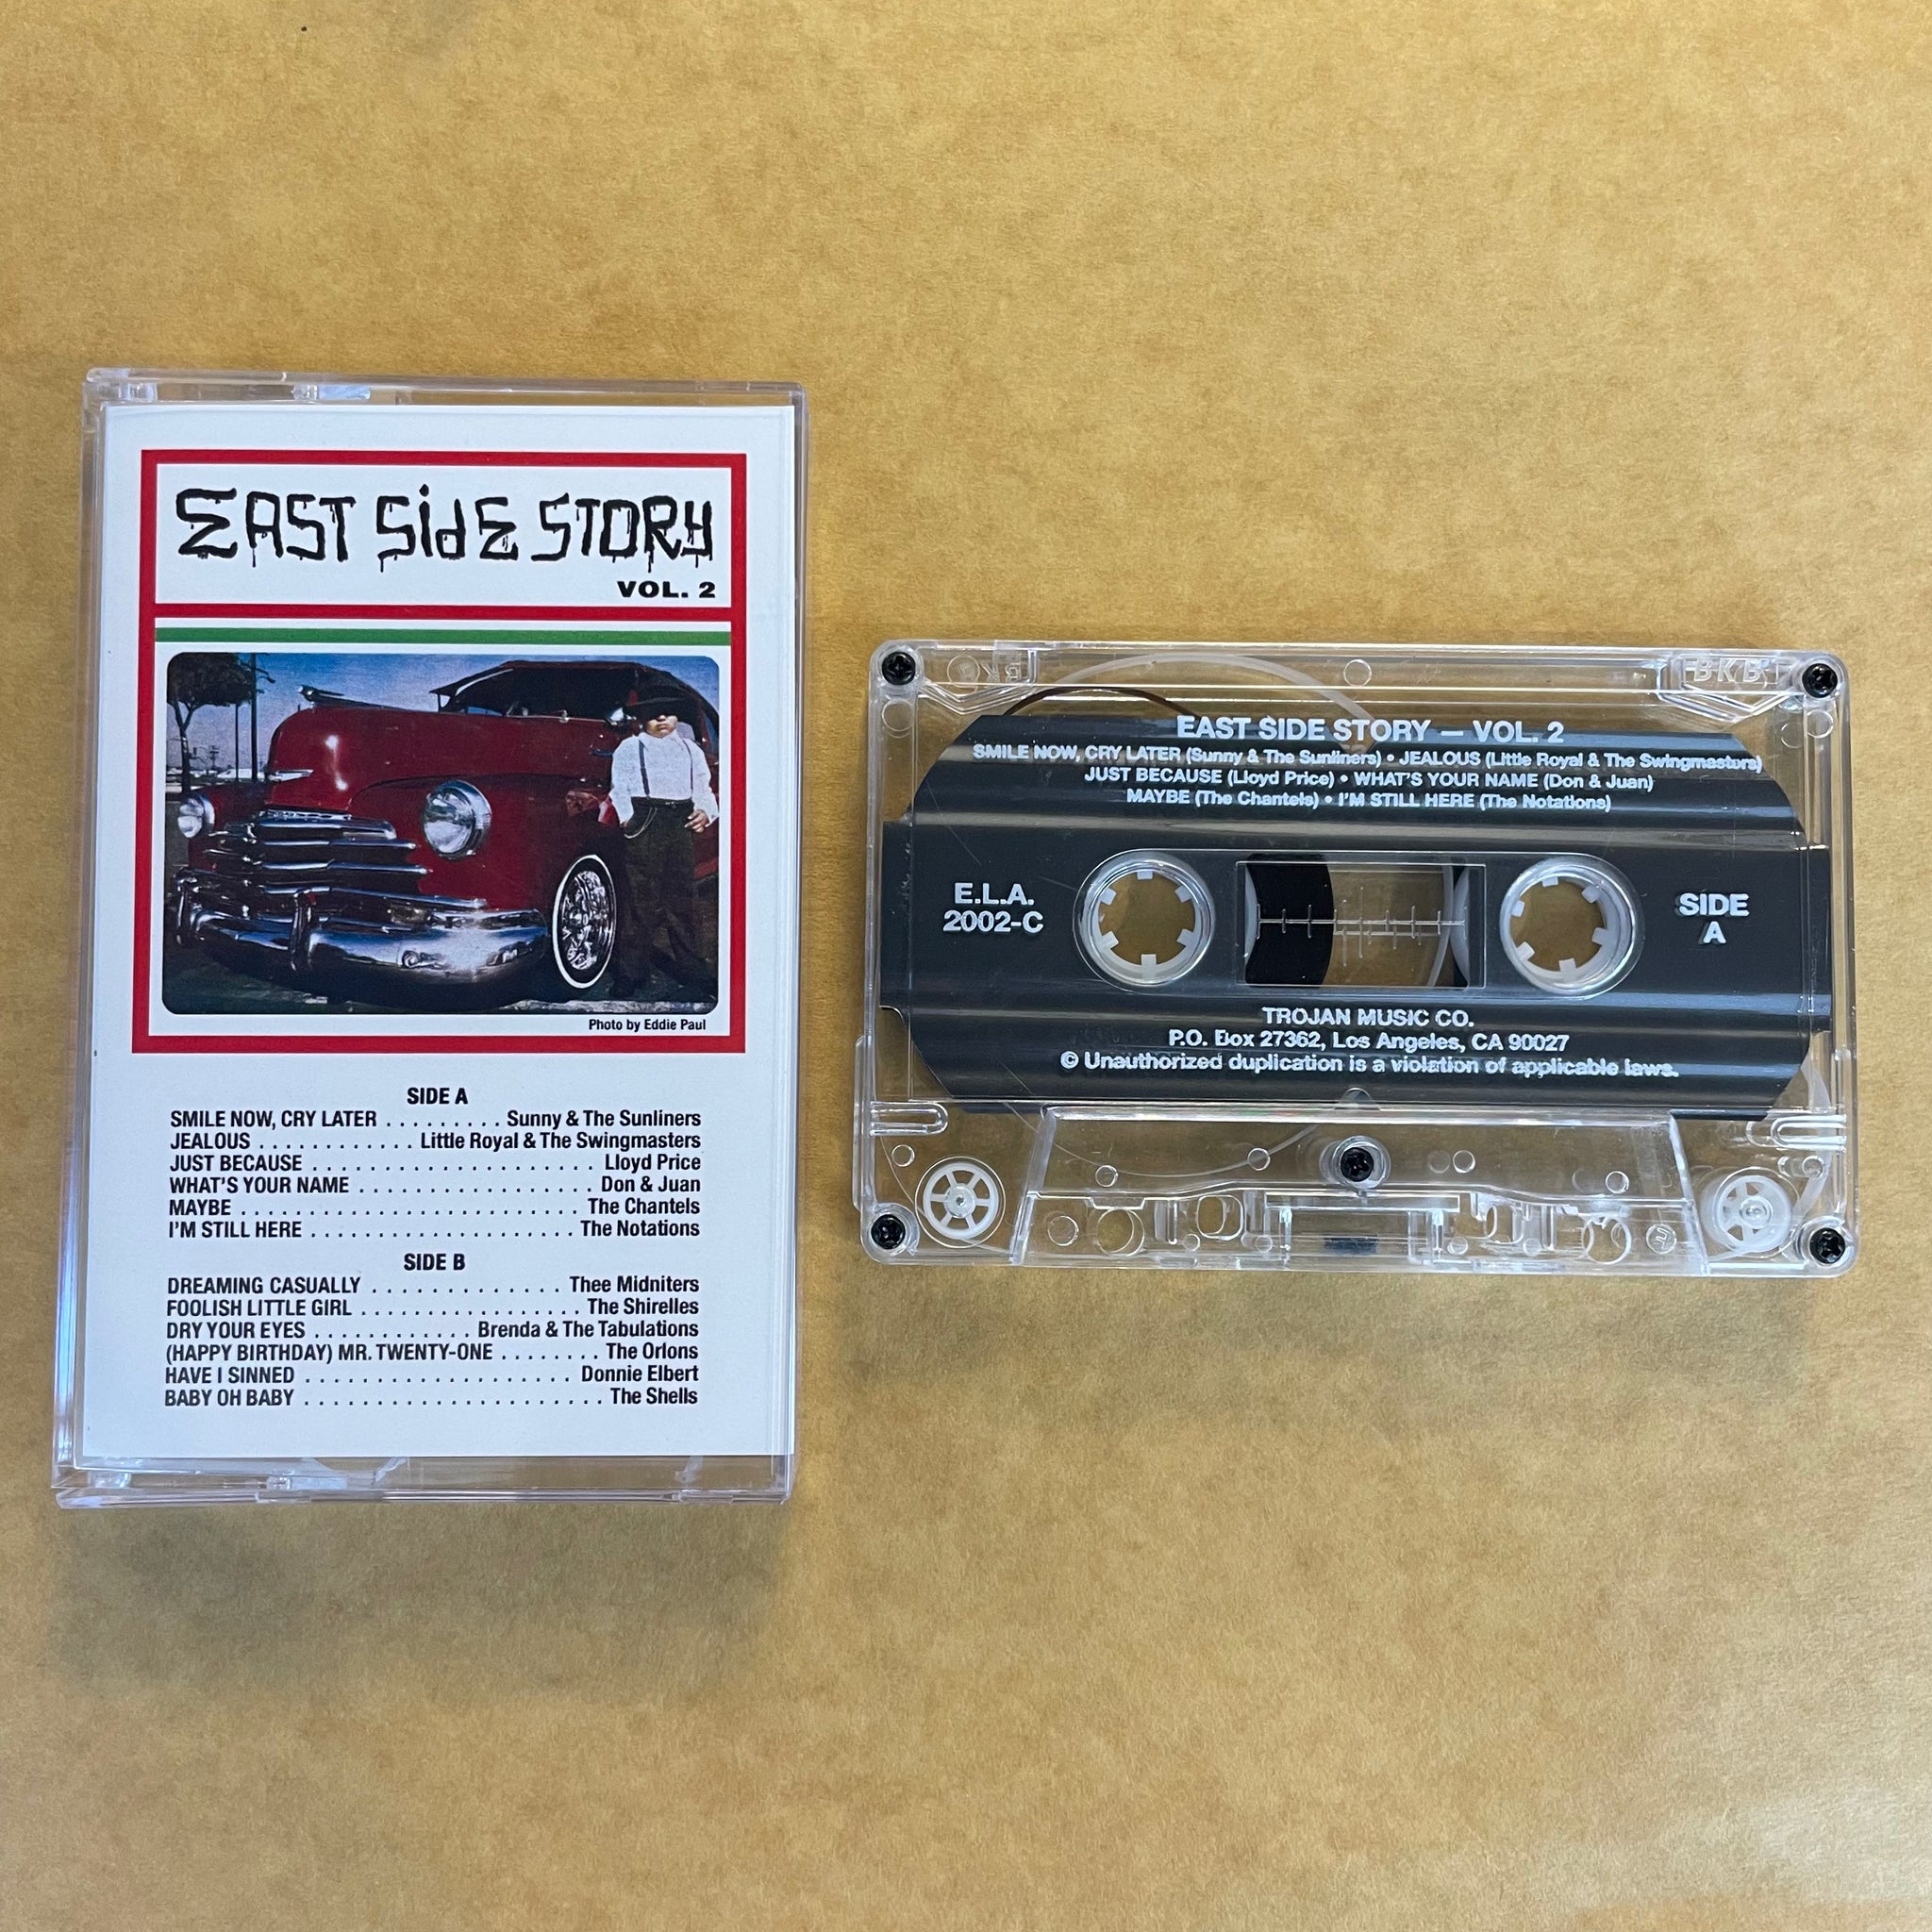 EAST SidE STORY
VOL. 2
Photo by Eddie Paul
SIDE A
SMILE NOW, CRY LATER . . . . . . . . . Sunny & The Sunliners
JEALOUS . . . . . . . . . . . . Little Royal & The Swingmasters
JUST BECAUSE . . . . . . . . . . . . . . . . . . . . Lloyd Price
WHAT'S YOUR NAME . . . . . . . . . . . . . . . . . Don & Juan
MAYBE . . . . . . . . . . . . . . . . . . . . . . . . . The Chantels
I'M STILL HERE . . . . . . . . . . . . . . . . . . . The Notations
SIDE B
DREAMING CASUALLY . . . . . . . . . . . . . . Thee Midniters
FOOLISH LITTLE GIRL . . . . . . . . . . . . . . . . The Shirelles
DRY YOUR EYES . . . . . . . . . . . Brenda & The Tabulations
(HAPPY BIRTHDAY) MR. TWENTY-ONE . . . . . . . . The Orlons
HAVE I SINNED . . . . . . . . . . . . . . . . . . . Donnie Elbert
BABY OH BABY . . . . . . . . . . . . . . . . . . . . . The Shells
BKB
EAST SIDE STORY — VOL. 2
SMILE NOW, CRY LATER (Sunny & The Sunliners) • JEALOUS (Little Royal & The Swingmasters)
JUST BECAUSE (Lloyd Price) • WHAT'S YOUR NAME (Don & Juan)
MAYBE (The Chantels) • I'M STILL HERE (The Notations)
E.L.A.
2002-C
SIDE
A
TROJAN MUSIC CO.
P.O. Box 27362, Los Angeles, CA 90027
© Unauthorized duplication is a violation of applicable laws.